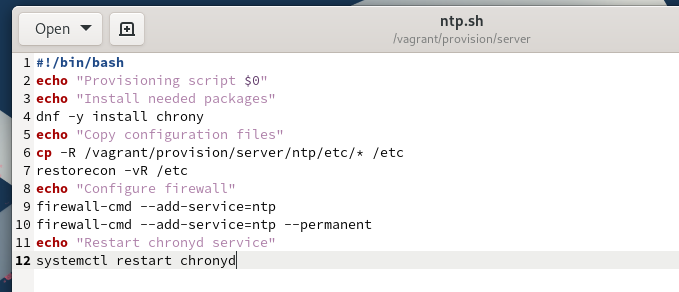 Open
ntp.sh
/vagrant/provision/server
1 #!/bin/bash
2 echo "Provisioning script $0"
3 echo "Install needed packages"
4 dnf -y install chrony
5 echo "Copy configuration files"
6 cp -R /vagrant/provision/server/ntp/etc/* /etc
7 restorecon -vR /etc
8 echo "Configure firewall"
9 firewall-cmd --add-service=ntp
10 firewall-cmd --add-service=ntp --permanent
11 echo "Restart chronyd service"
12 systemctl restart chronyd